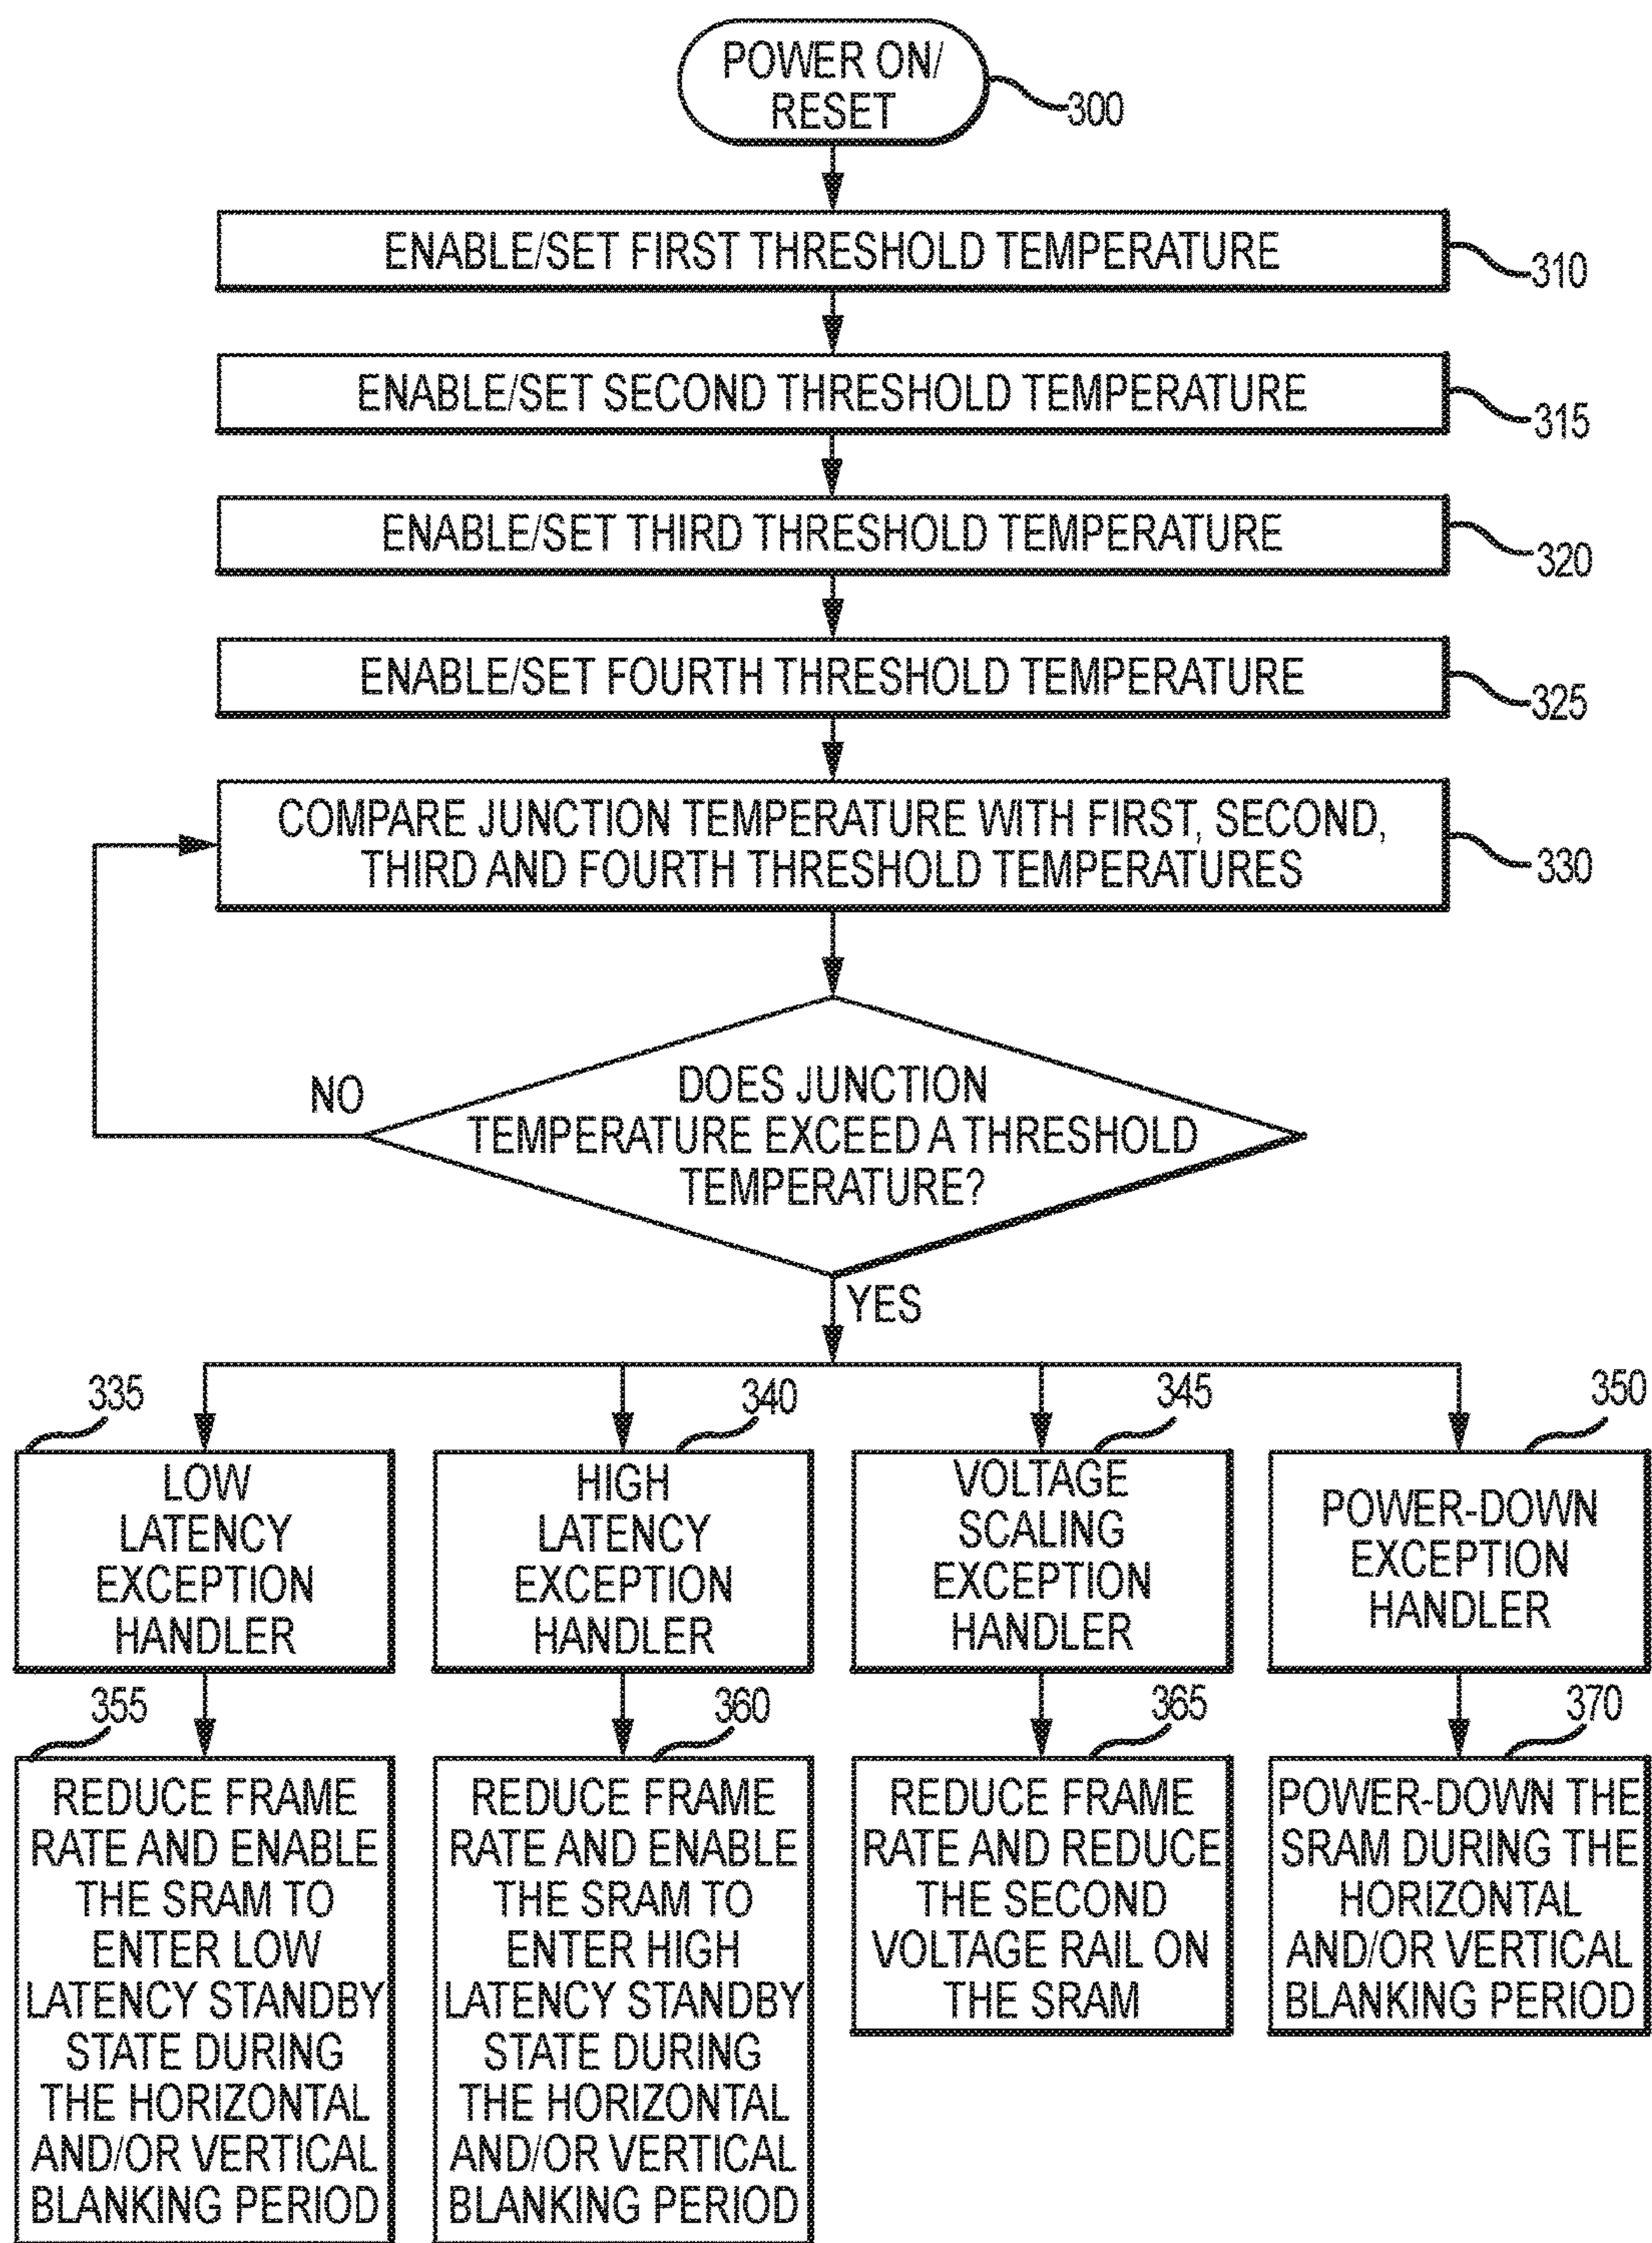 POWER ON/
RESET
300
ENABLE/SET FIRST THRESHOLD TEMPERATURE
310
ENABLE/SET SECOND THRESHOLD TEMPERATURE
315
ENABLE/SET THIRD THRESHOLD TEMPERATURE
320
ENABLE/SET FOURTH THRESHOLD TEMPERATURE
325
COMPARE JUNCTION TEMPERATURE WITH FIRST, SECOND,
THIRD AND FOURTH THRESHOLD TEMPERATURES
330
NO
DOES JUNCTION
TEMPERATURE EXCEED A THRESHOLD
TEMPERATURE?
YES
335
LOW
LATENCY
EXCEPTION
HANDLER
340
HIGH
LATENCY
EXCEPTION
HANDLER
345
VOLTAGE
SCALING
EXCEPTION
HANDLER
350
POWER-DOWN
EXCEPTION
HANDLER
355
REDUCE FRAME
RATE AND ENABLE
THE SRAM TO
ENTER LOW
LATENCY STANDBY
STATE DURING
THE HORIZONTAL
AND/OR VERTICAL
BLANKING PERIOD
360
REDUCE FRAME
RATE AND ENABLE
THE SRAM TO
ENTER HIGH
LATENCY STANDBY
STATE DURING
THE HORIZONTAL
AND/OR VERTICAL
BLANKING PERIOD
365
REDUCE FRAME
RATE AND REDUCE
THE SECOND
VOLTAGE RAIL ON
THE SRAM
370
POWER-DOWN THE
SRAM DURING THE
HORIZONTAL
AND/OR VERTICAL
BLANKING PERIOD